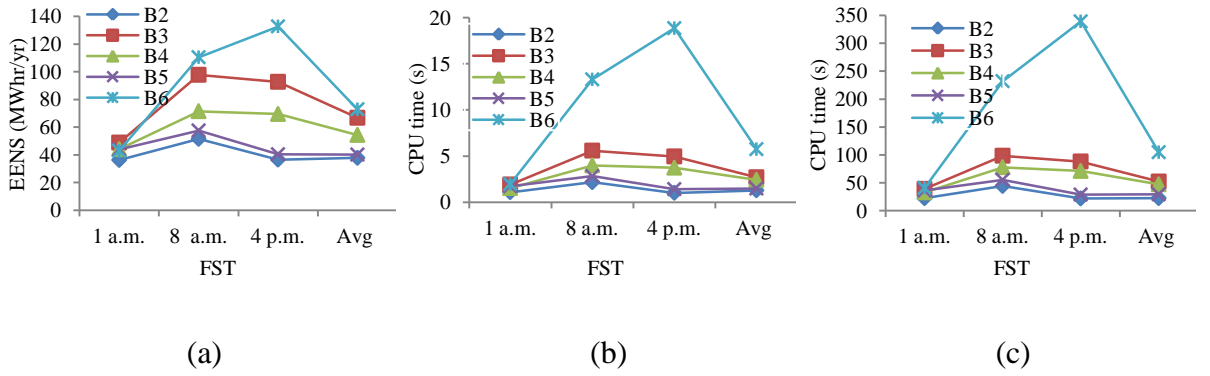 140
120
100
80
60
40
20
0
EENS (MWhr/yr)
B2
B3
B4
B5
B6
1 a.m.
8 a.m.
4 p.m.
Avg
FST
(a)
20
15
10
5
0
CPU time (s)
B2
B3
B4
B5
B6
1 a.m.
8 a.m.
4 p.m.
Avg
FST
(b)
350
300
250
200
150
100
50
0
CPU time (s)
B2
B3
B4
B5
B6
1 a.m.
8 a.m.
4 p.m.
Avg
FST
(c)